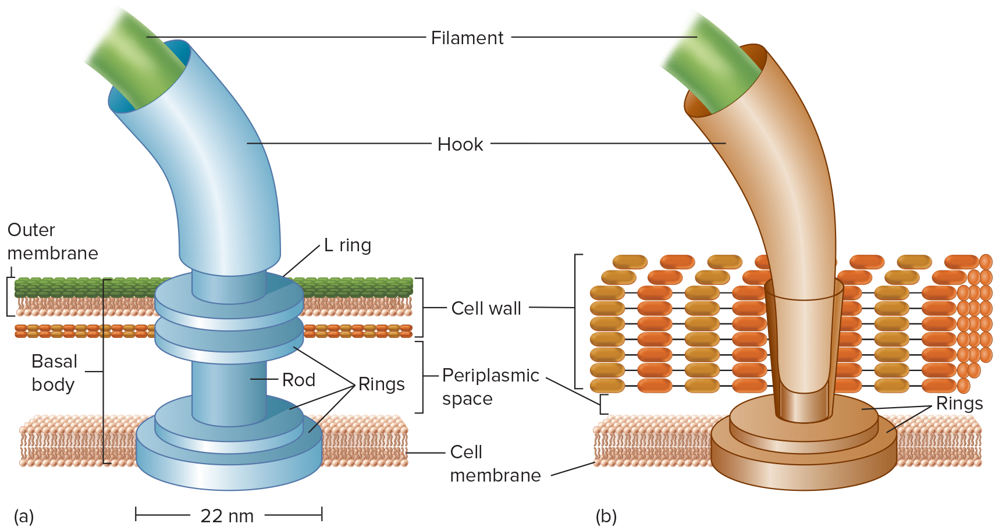 Filament
Hook
Outer
membrane
L ring
Cell wall
Basal
body
Rod
Rings
Periplasmic
space
Rings
Cell
membrane
(a)
22 nm
(b)